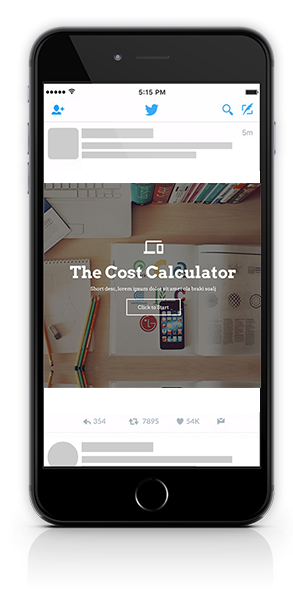 5:15 PM
5m
The Cost Calculator
Short desc, lorem ipsum dolor sit amet ola braki soalj
Click to Start
LG
354 7895 54K